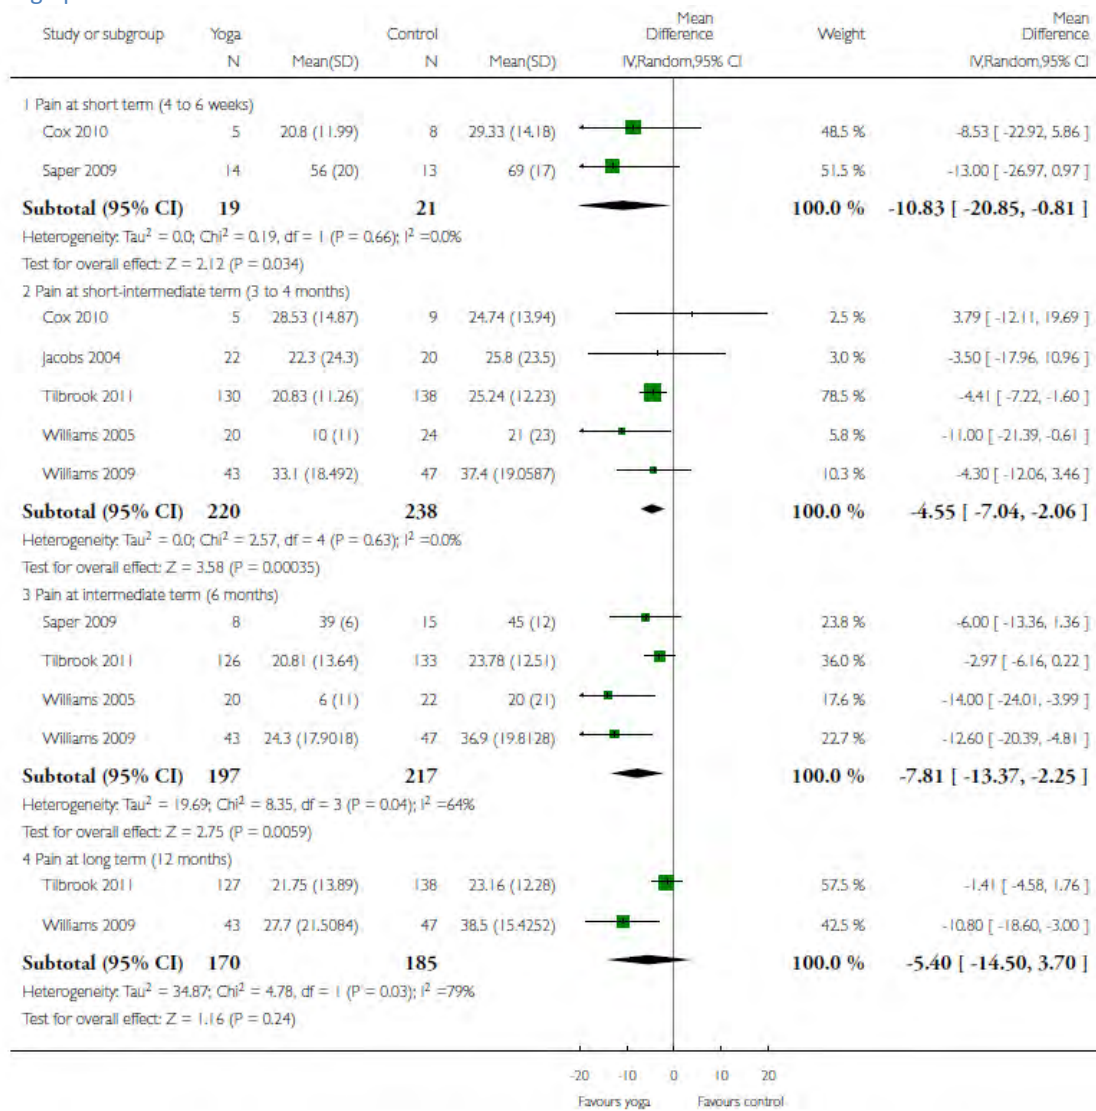 Study or subgroup Yoga Control Mean Difference Weight Mean Difference
N Mean(SD) N Mean(SD) IV,Random,95% CI IV,Random,95% CI
1 Pain at short term (4 to 6 weeks)
Cox 2010 5 20.8 (11.99) 8 29.33 (14.18) 48.5 % -8.53 [ -22.92, 5.86 ]
Saper 2009 14 56 (20) 13 69 (17) 51.5 % -13.00 [ -26.97, 0.97 ]
Subtotal (95% CI) 19 21 100.0 % -10.83 [ -20.85, -0.81 ]
Heterogeneity: Tau² = 0.0; Chi² = 0.19, df = 1 (P = 0.66); I² =0.0%
Test for overall effect: Z = 2.12 (P = 0.034)
2 Pain at short-intermediate term (3 to 4 months)
Cox 2010 5 28.53 (14.87) 9 24.74 (13.94) 2.5 % 3.79 [ -12.11, 19.69 ]
Jacobs 2004 22 22.3 (24.3) 20 25.8 (23.5) 3.0 % -3.50 [ -17.96, 10.96 ]
Tilbrook 2011 130 20.83 (11.26) 138 25.24 (12.23) 78.5 % -4.41 [ -7.22, -1.60 ]
Williams 2005 20 10 (11) 24 21 (23) 5.8 % -11.00 [ -21.39, -0.61 ]
Williams 2009 43 33.1 (18.492) 47 37.4 (19.0587) 10.3 % -4.30 [ -12.06, 3.46 ]
Subtotal (95% CI) 220 238 100.0 % -4.55 [ -7.04, -2.06 ]
Heterogeneity: Tau² = 0.0; Chi² = 2.57, df = 4 (P = 0.63); I² =0.0%
Test for overall effect: Z = 3.58 (P = 0.00035)
3 Pain at intermediate term (6 months)
Saper 2009 8 39 (6) 15 45 (12) 23.8 % -6.00 [ -13.36, 1.36 ]
Tilbrook 2011 126 20.81 (13.64) 133 23.78 (12.51) 36.0 % -2.97 [ -6.16, 0.22 ]
Williams 2005 20 6 (11) 22 20 (21) 17.6 % -14.00 [ -24.01, -3.99 ]
Williams 2009 43 24.3 (17.9018) 47 36.9 (19.8128) 22.7 % -12.60 [ -20.39, -4.81 ]
Subtotal (95% CI) 197 217 100.0 % -7.81 [ -13.37, -2.25 ]
Heterogeneity: Tau² = 19.69; Chi² = 8.35, df = 3 (P = 0.04); I² =64%
Test for overall effect: Z = 2.75 (P = 0.0059)
4 Pain at long term (12 months)
Tilbrook 2011 127 21.75 (13.89) 138 23.16 (12.28) 57.5 % -1.41 [ -4.58, 1.76 ]
Williams 2009 43 27.7 (21.5084) 47 38.5 (15.4252) 42.5 % -10.80 [ -18.60, -3.00 ]
Subtotal (95% CI) 170 185 100.0 % -5.40 [ -14.50, 3.70 ]
Heterogeneity: Tau² = 34.87; Chi² = 4.78, df = 1 (P = 0.03); I² =79%
Test for overall effect: Z = 1.16 (P = 0.24)
-20 -10 0 10 20
Favours yoga Favours control